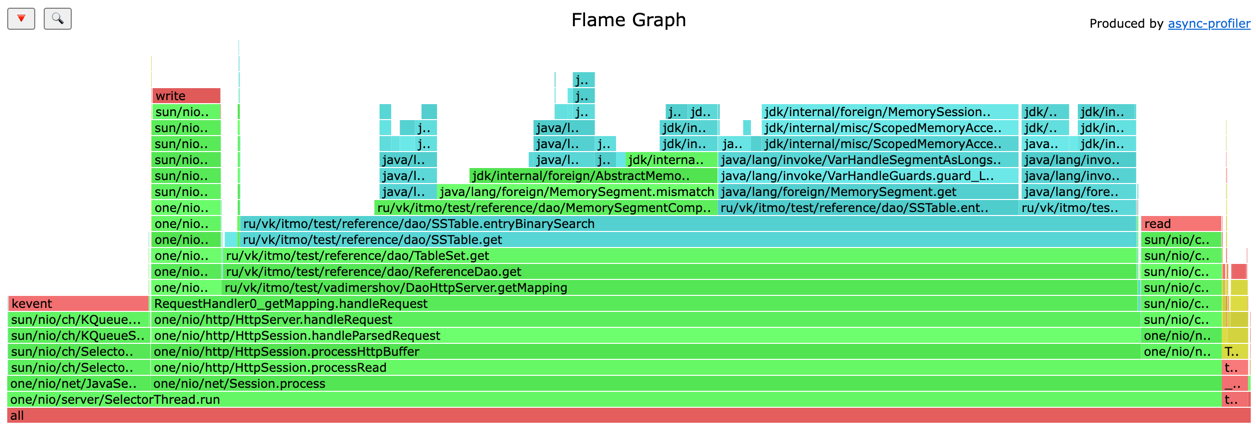 🔻 🔍 Flame Graph Produced by async-profiler
j..
write j..
sun/nio.. j.. j.. jd.. jdk/internal/foreign/MemorySession.. jdk/.. jdk/in..
sun/nio.. j.. java/l.. jdk/in.. jdk/internal/misc/ScopedMemoryAcce.. jdk/.. jdk/in..
sun/nio.. j.. java/l.. j.. jdk/in.. ja.. jdk/internal/misc/ScopedMemoryAcce.. java.. jdk/in..
sun/nio.. java/l.. java/l.. j.. jdk/interna.. java/lang/invoke/VarHandleSegmentAsLongs.. java/l.. java/lang/invo..
sun/nio.. java/l.. jdk/internal/foreign/AbstractMemo.. java/lang/invoke/VarHandleGuards.guard_L.. java/lang/invo..
sun/nio.. java/l.. java/lang/foreign/MemorySegment.mismatch java/lang/foreign/MemorySegment.get java/lang/fore..
one/nio.. ru/vk/itmo/test/reference/dao/MemorySegmentComp.. ru/vk/itmo/test/reference/dao/SSTable.ent.. ru/vk/itmo/tes..
one/nio.. ru/vk/itmo/test/reference/dao/SSTable.entryBinarySearch read
one/nio.. ru/vk/itmo/test/reference/dao/SSTable.get sun/nio/c..
one/nio.. ru/vk/itmo/test/reference/dao/TableSet.get sun/nio/c..
one/nio.. ru/vk/itmo/test/reference/dao/ReferenceDao.get sun/nio/c..
one/nio.. ru/vk/itmo/test/vadimershov/DaoHttpServer.getMapping sun/nio/c..
kevent RequestHandler0_getMapping.handleRequest sun/nio/c..
sun/nio/ch/KQueue... one/nio/http/HttpServer.handleRequest sun/nio/c..
sun/nio/ch/KQueueS.. one/nio/http/HttpSession.handleParsedRequest one/nio/n..
sun/nio/ch/Selecto.. one/nio/http/HttpSession.processHttpBuffer one/nio/n.. T..
sun/nio/ch/Selecto.. one/nio/http/HttpSession.processRead t..
one/nio/net/JavaSe.. one/nio/net/Session.process _..
one/nio/server/SelectorThread.run t..
all